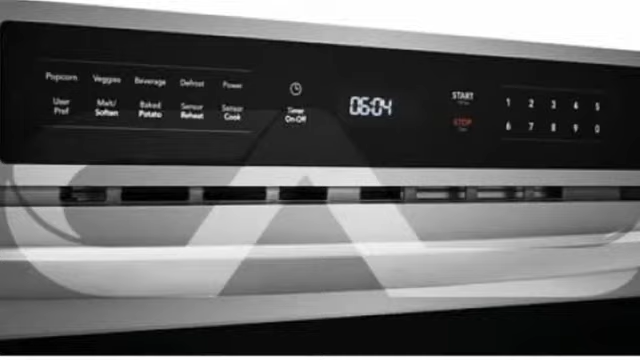 Popcorn Veggies Beverage Defrost Power
User Pref Melt/ Soften Baked Potato Sensor Reheat Sensor Cook
Timer On-Off
06:04
START
STOP
1 2 3 4 5
6 7 8 9 0